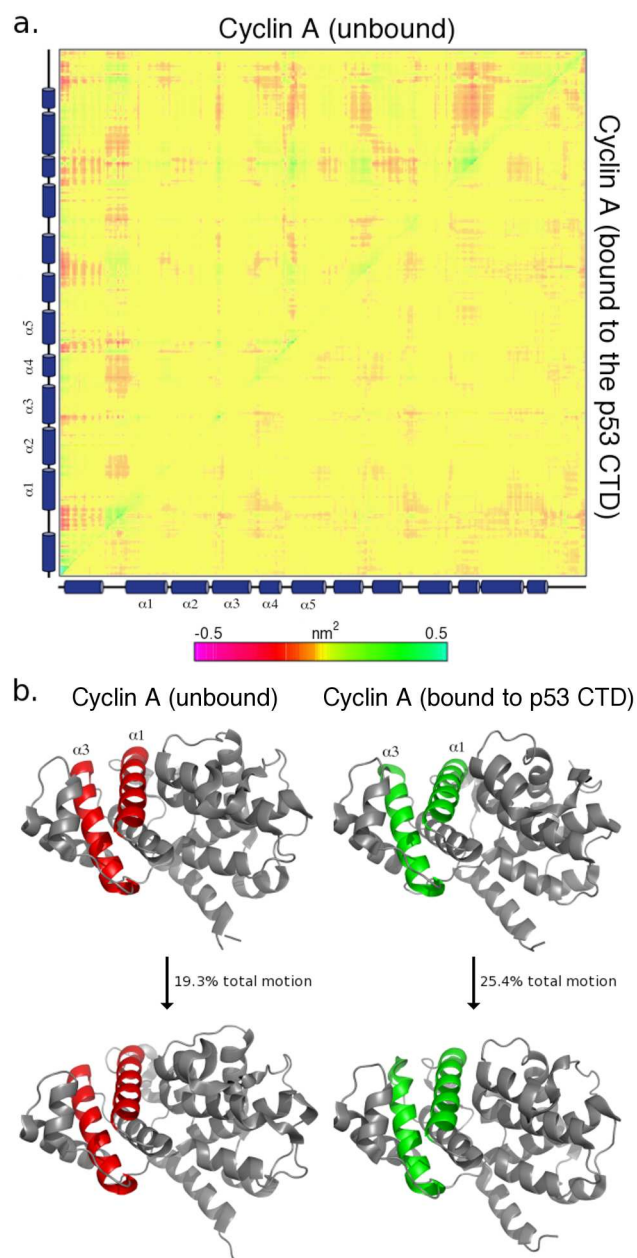 a.
Cyclin A (unbound)
Cyclin A (bound to the p53 CTD)
α5
α4
α3
α2
α1
α1 α2 α3 α4 α5
-0.5 nm² 0.5
b.
Cyclin A (unbound) Cyclin A (bound to p53 CTD)
α3 α1 α3 α1
19.3% total motion 25.4% total motion